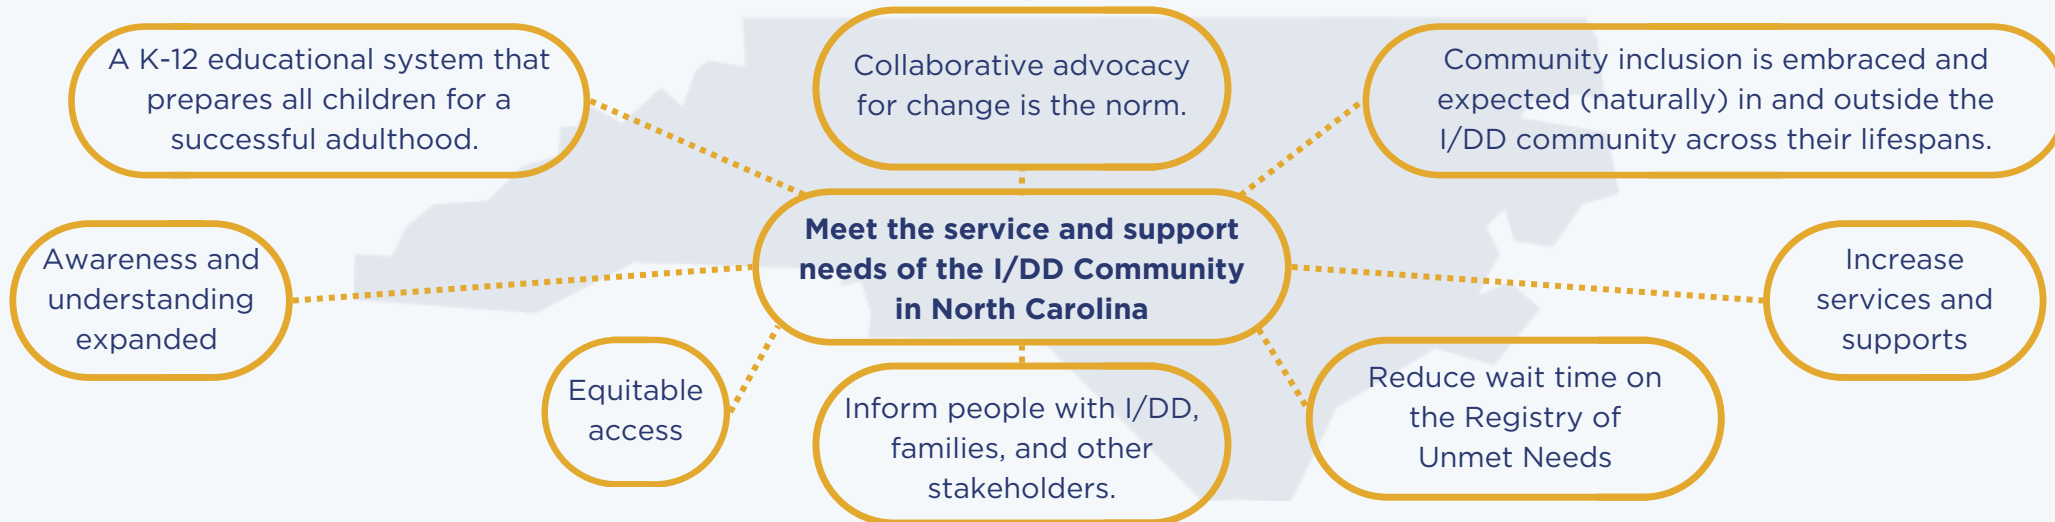 A K-12 educational system that
prepares all children for a
successful adulthood.
Collaborative advocacy
for change is the norm.
Community inclusion is embraced and
expected (naturally) in and outside the
I/DD community across their lifespans.
Awareness and
understanding
expanded
Meet the service and support
needs of the I/DD Community
in North Carolina
Increase
services and
supports
Equitable
access
Inform people with I/DD,
families, and other
stakeholders.
Reduce wait time on
the Registry of
Unmet Needs